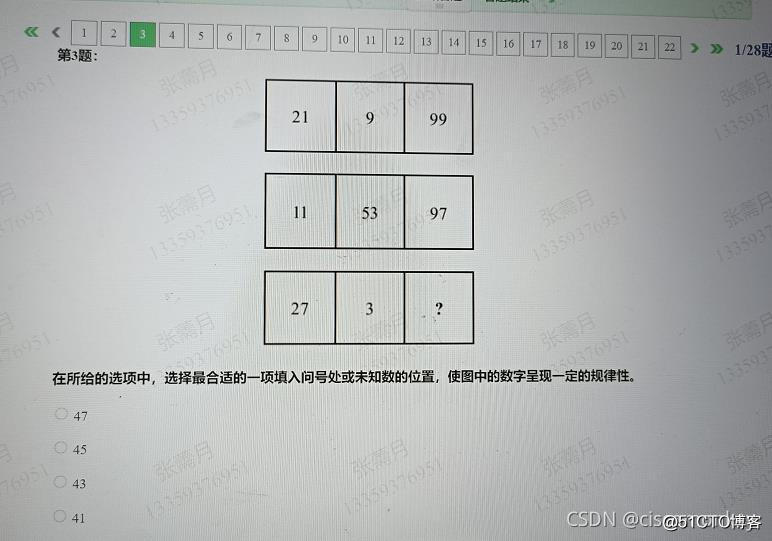 1 2 3 4 5 6 7 8 9 10 11 12 13 14 15 16 17 18 19 20 21 22 1/28题
第3题：
21 9 99
11 53 97
27 3 ?
在所给的选项中，选择最合适的一项填入问号处或未知数的位置，使图中的数字呈现一定的规律性。
47
45
43
41
张薷月
13359376951
@51CTO博客